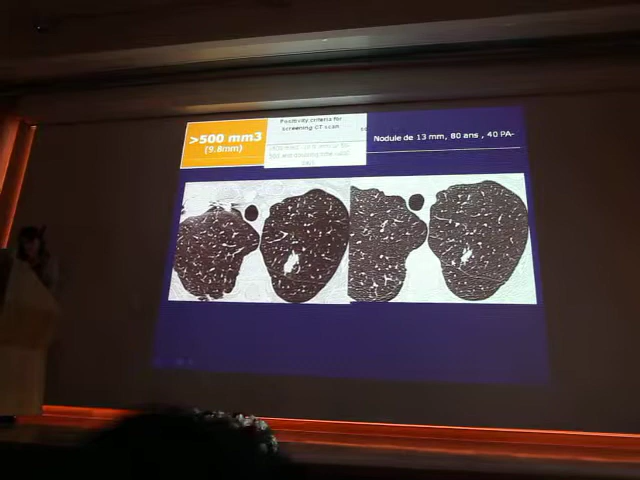 >500 mm3
(9.8mm)
Positivity criteria for
screening CT scan
Nodule de 13 mm, 80 ans , 40 PA-